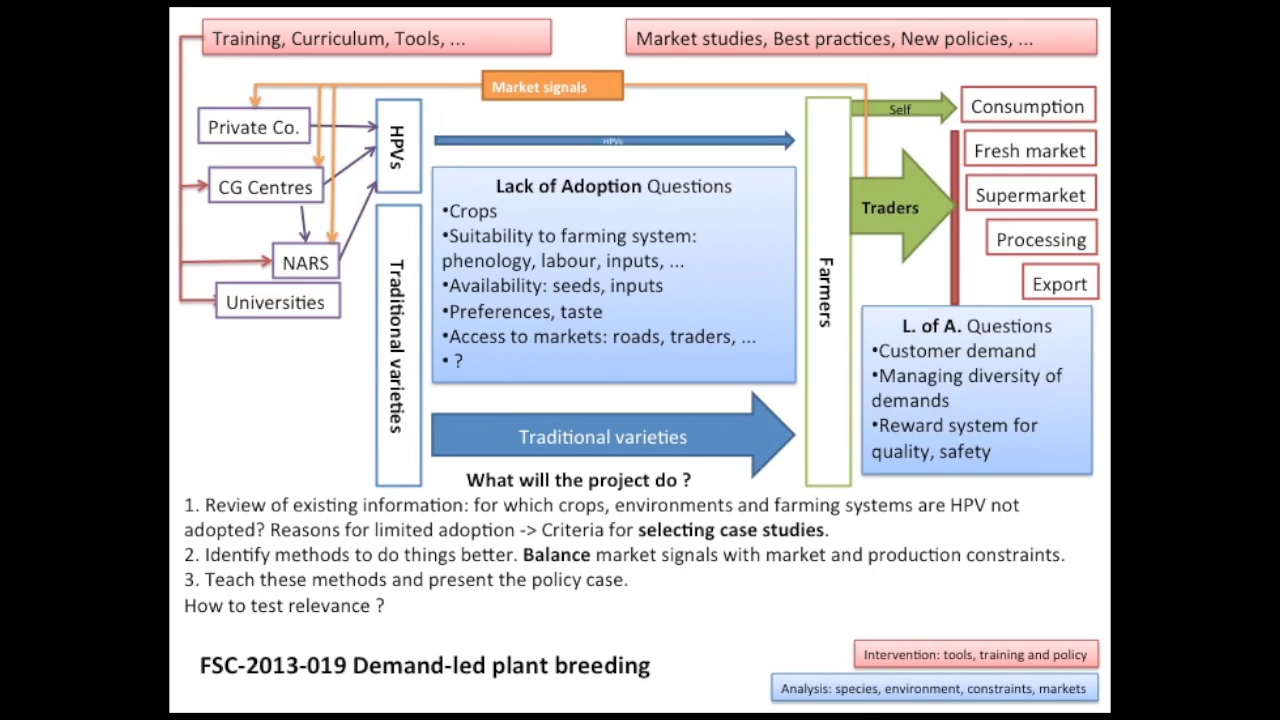 Training, Curriculum, Tools, ...
Market studies, Best practices, New policies, ...
Market signals
Private Co.
CG Centres
NARS
Universities
HPVs
Traditional varieties
HPVs
Lack of Adoption Questions
•Crops
•Suitability to farming system:
phenology, labour, inputs, ...
•Availability: seeds, inputs
•Preferences, taste
•Access to markets: roads, traders, ...
• ?
Traditional varieties
Farmers
Self
Traders
Consumption
Fresh market
Supermarket
Processing
Export
L. of A. Questions
•Customer demand
•Managing diversity of
demands
•Reward system for
quality, safety
What will the project do ?
1. Review of existing information: for which crops, environments and farming systems are HPV not
adopted? Reasons for limited adoption -> Criteria for selecting case studies.
2. Identify methods to do things better. Balance market signals with market and production constraints.
3. Teach these methods and present the policy case.
How to test relevance ?
FSC-2013-019 Demand-led plant breeding
Intervention: tools, training and policy
Analysis: species, environment, constraints, markets